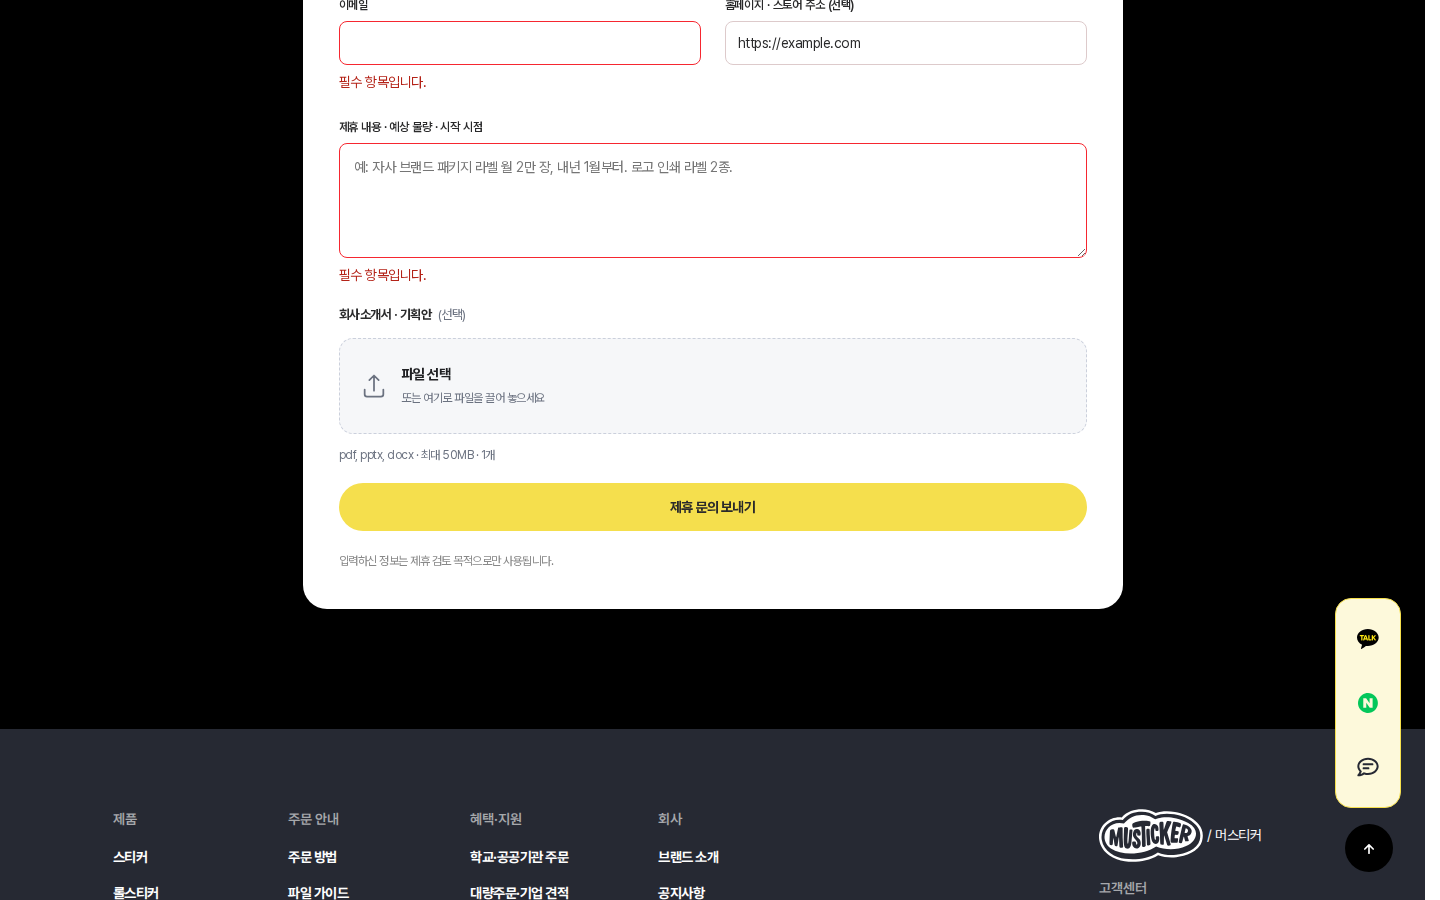 이메일
홈페이지 · 스토어 주소 (선택)
https://example.com
필수 항목입니다.
제휴 내용 · 예상 물량 · 시작 시점
예: 자사 브랜드 패키지 라벨 월 2만 장, 내년 1월부터. 로고 인쇄 라벨 2종.
필수 항목입니다.
회사소개서 · 기획안 (선택)
파일 선택
또는 여기로 파일을 끌어 놓으세요
pdf, pptx, docx · 최대 50MB · 1개
제휴 문의 보내기
입력하신 정보는 제휴 검토 목적으로만 사용됩니다.
TALK
N
제품
주문 안내
혜택·지원
회사
MUSTICKER / 머스티커
스티커
주문 방법
학교·공공기관 주문
브랜드 소개
고객센터
롤스티커
파일 가이드
대량주문·기업 견적
공지사항